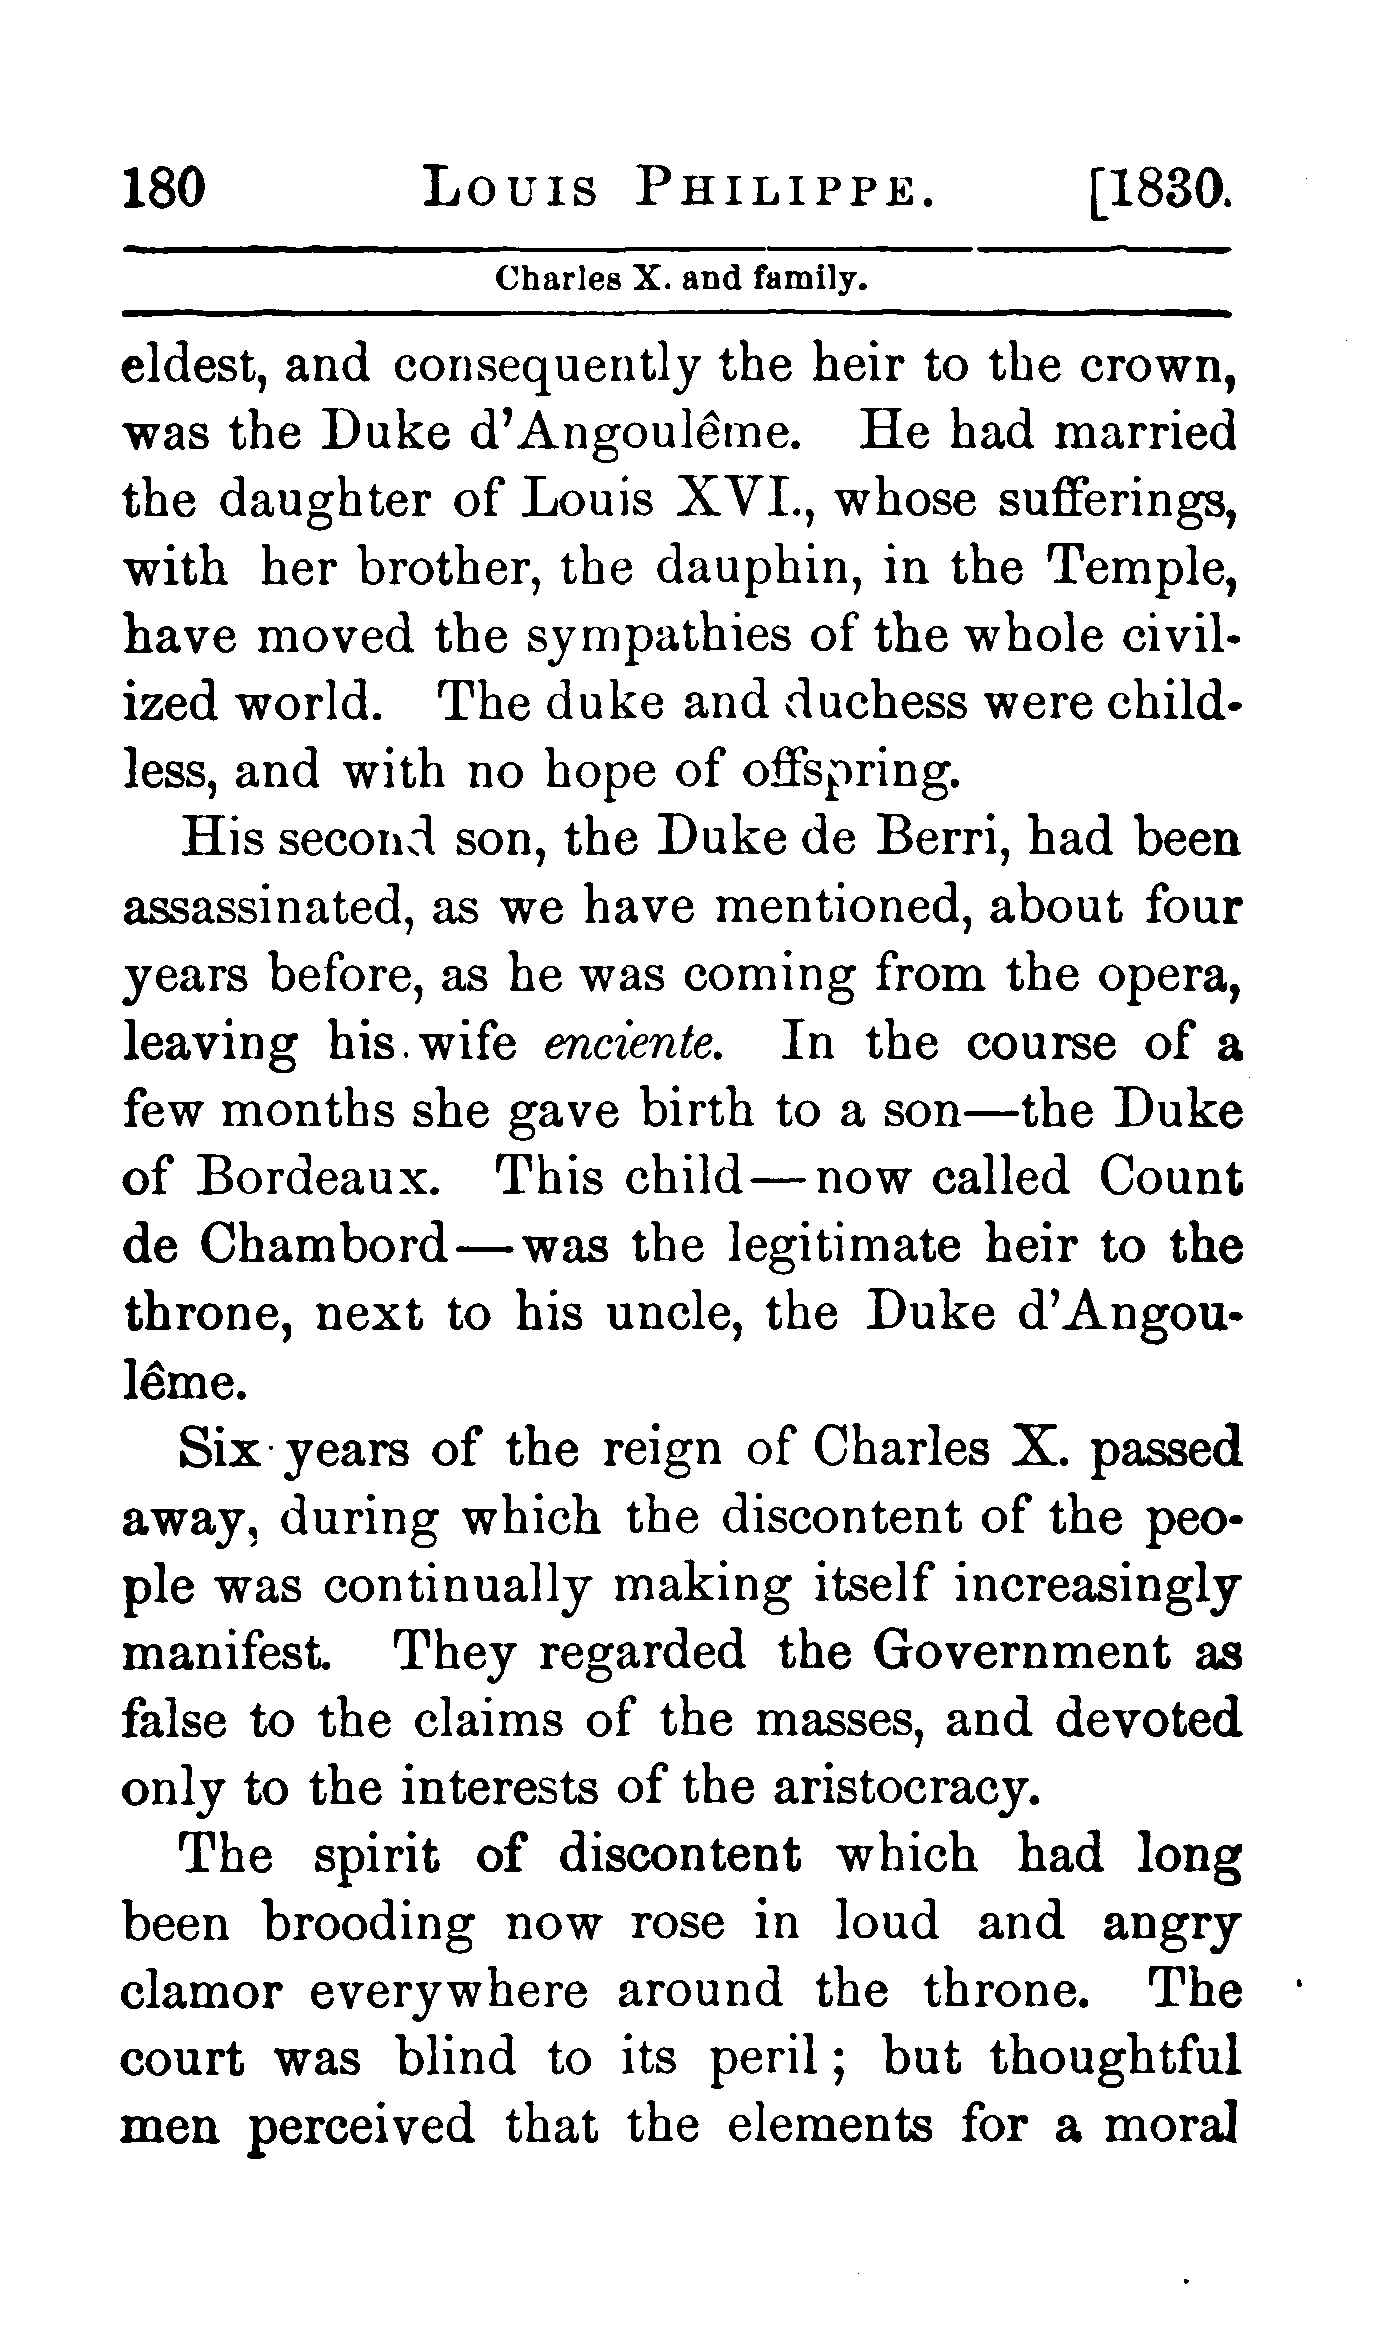 180 LOUIS PHILIPPE. [1830.
Charles X. and family.
eldest, and consequently the heir to the crown,
was the Duke d'Angoulême. He had married
the daughter of Louis XVI., whose sufferings,
with her brother, the dauphin, in the Temple,
have moved the sympathies of the whole civil-
ized world. The duke and duchess were child-
less, and with no hope of offspring.
His second son, the Duke de Berri, had been
assassinated, as we have mentioned, about four
years before, as he was coming from the opera,
leaving his wife enciente. In the course of a
few months she gave birth to a son—the Duke
of Bordeaux. This child—now called Count
de Chambord—was the legitimate heir to the
throne, next to his uncle, the Duke d'Angou-
lême.
Six years of the reign of Charles X. passed
away, during which the discontent of the peo-
ple was continually making itself increasingly
manifest. They regarded the Government as
false to the claims of the masses, and devoted
only to the interests of the aristocracy.
The spirit of discontent which had long
been brooding now rose in loud and angry
clamor everywhere around the throne. The
court was blind to its peril; but thoughtful
men perceived that the elements for a moral